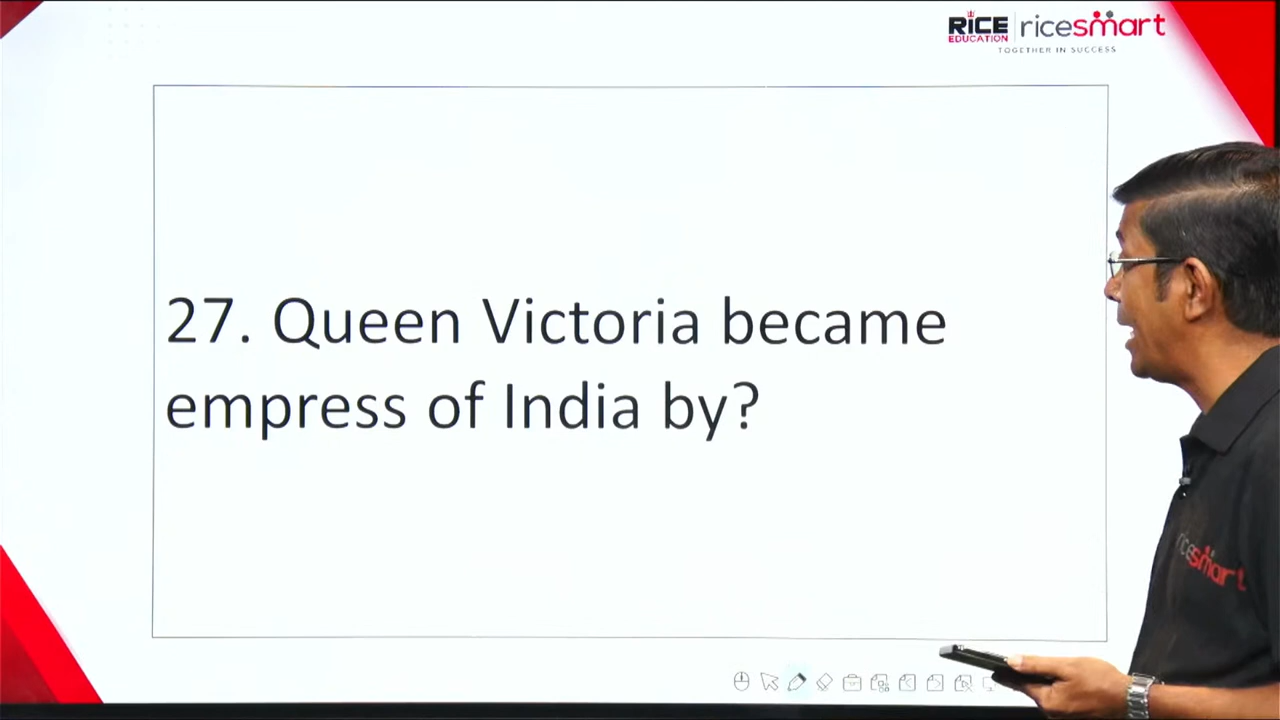 RICE
EDUCATION
ricesmart
TOGETHER IN SUCCESS
27. Queen Victoria became
empress of India by?
ricesmart